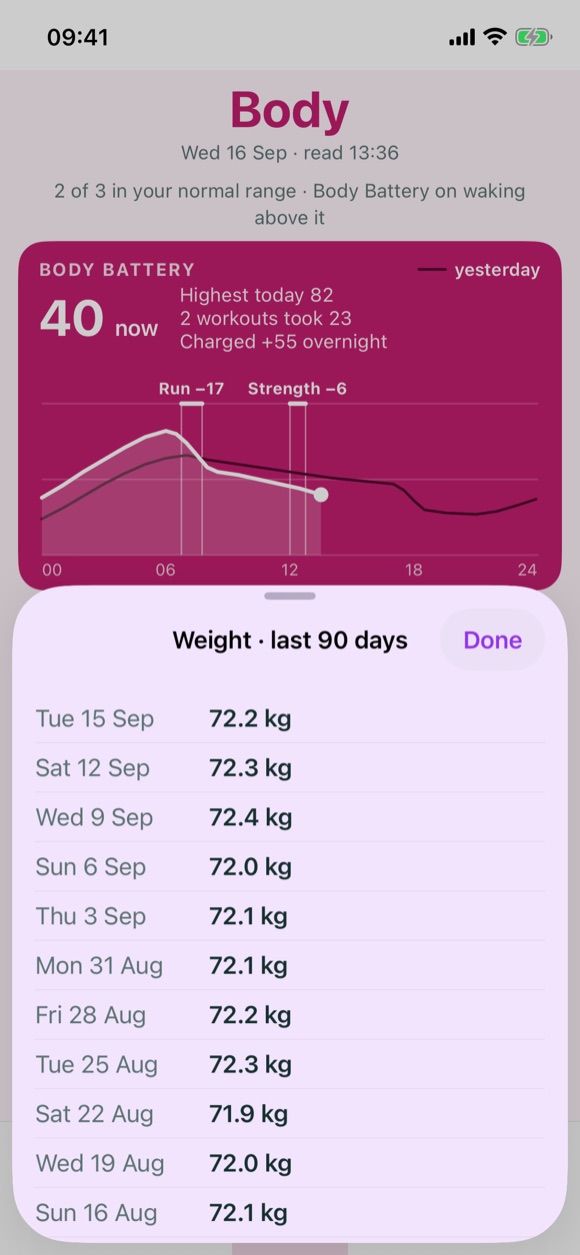 09:41
Body
Wed 16 Sep · read 13:36
2 of 3 in your normal range · Body Battery on waking
above it
BODY BATTERY
yesterday
40 now
Highest today 82
2 workouts took 23
Charged +55 overnight
Run −17 Strength −6
00 06 12 18 24
Weight · last 90 days
Done
Tue 15 Sep 72.2 kg
Sat 12 Sep 72.3 kg
Wed 9 Sep 72.4 kg
Sun 6 Sep 72.0 kg
Thu 3 Sep 72.1 kg
Mon 31 Aug 72.1 kg
Fri 28 Aug 72.2 kg
Tue 25 Aug 72.3 kg
Sat 22 Aug 71.9 kg
Wed 19 Aug 72.0 kg
Sun 16 Aug 72.1 kg